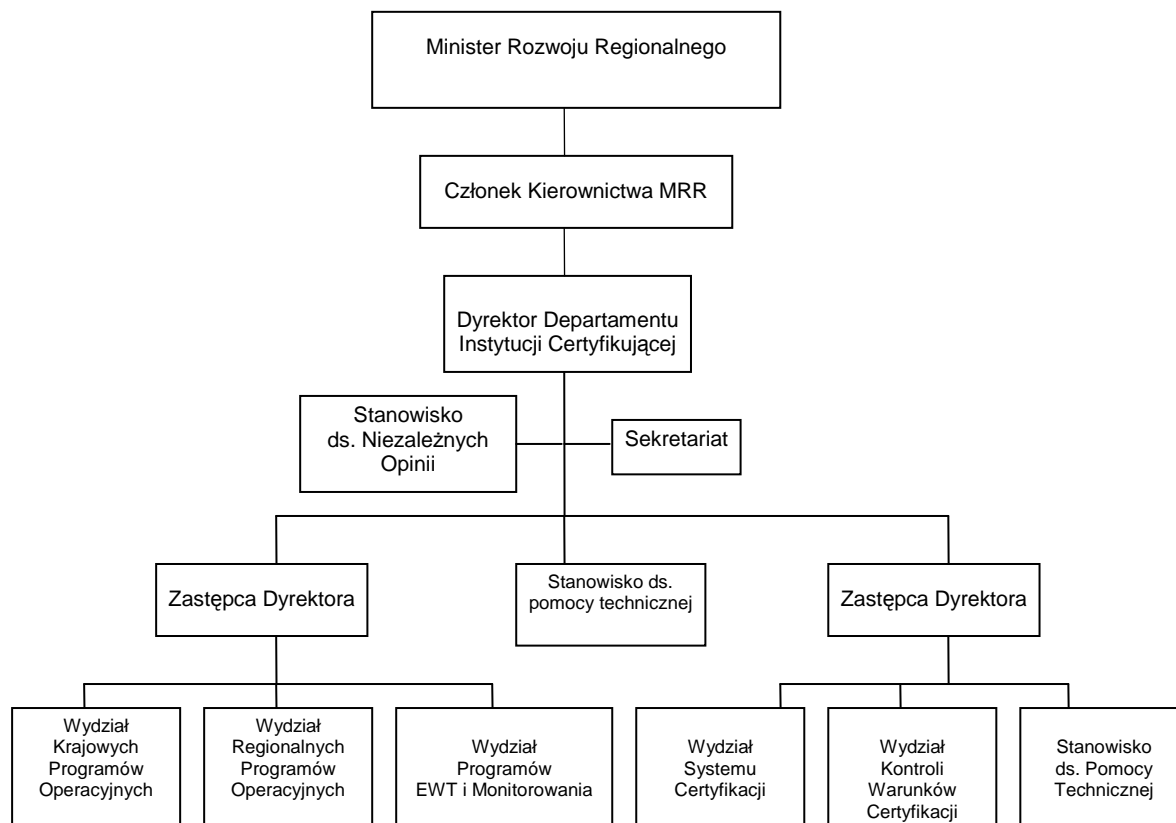 Minister Rozwoju Regionalnego
Członek Kierownictwa MRR
Dyrektor Departamentu
Instytucji Certyfikującej
Stanowisko
ds. Niezależnych
Opinii
Sekretariat
Zastępca Dyrektora
Stanowisko ds.
pomocy technicznej
Zastępca Dyrektora
Wydział
Krajowych
Programów
Operacyjnych
Wydział
Regionalnych
Programów
Operacyjnych
Wydział
Programów
EWT i Monitorowania
Wydział
Systemu
Certyfikacji
Wydział
Kontroli
Warunków
Certyfikacji
Stanowisko
ds. Pomocy
Technicznej